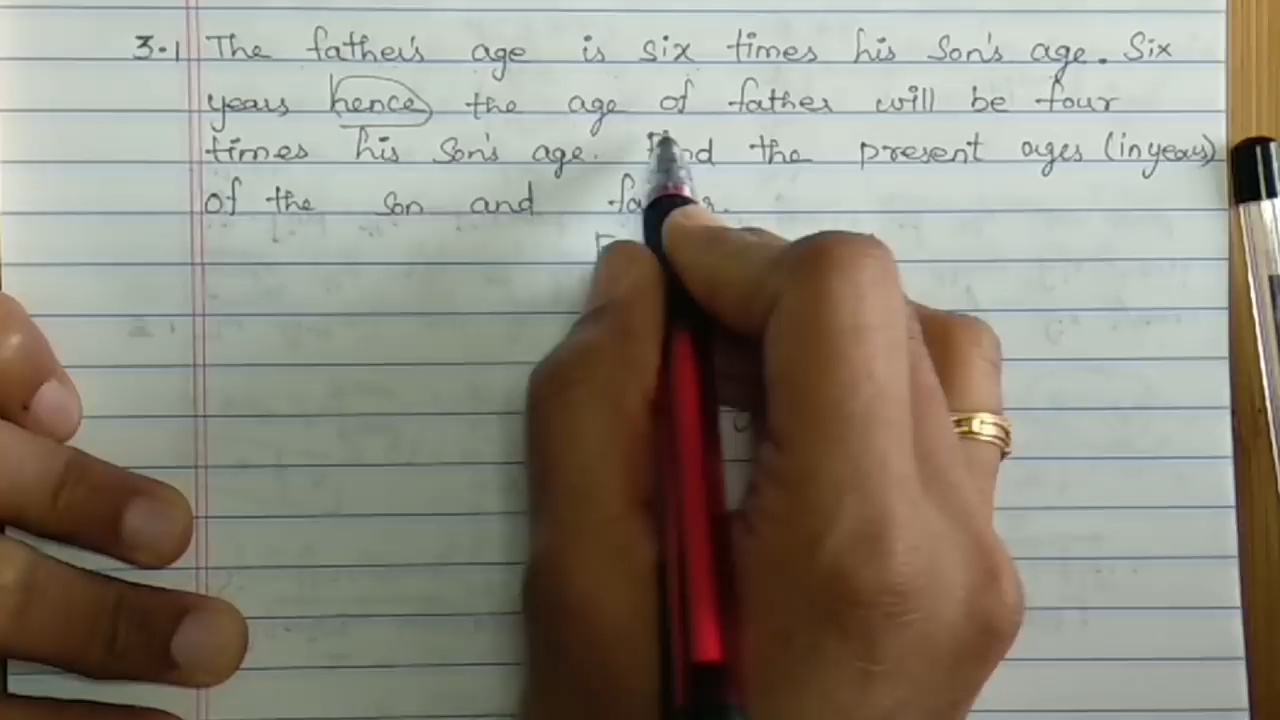 3.1 The father's age is six times his Son's age. Six
years hence the age of father will be four
times his Son's age. the present ages (in years)
of the son and